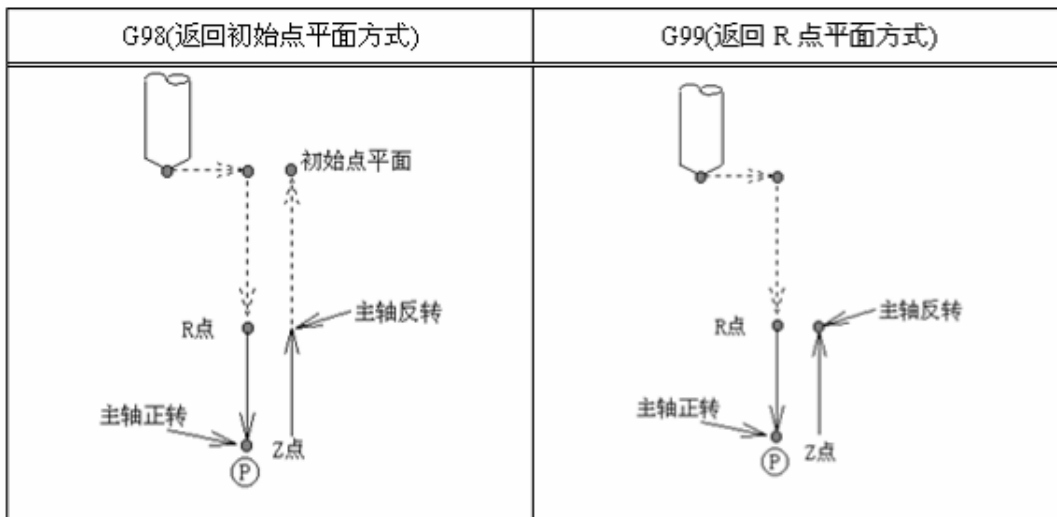 G98(返回初始点平面方式)
G99(返回 R 点平面方式)
初始点平面
R点
主轴反转
主轴正转
Z点
P
R点
主轴反转
主轴正转
Z点
P